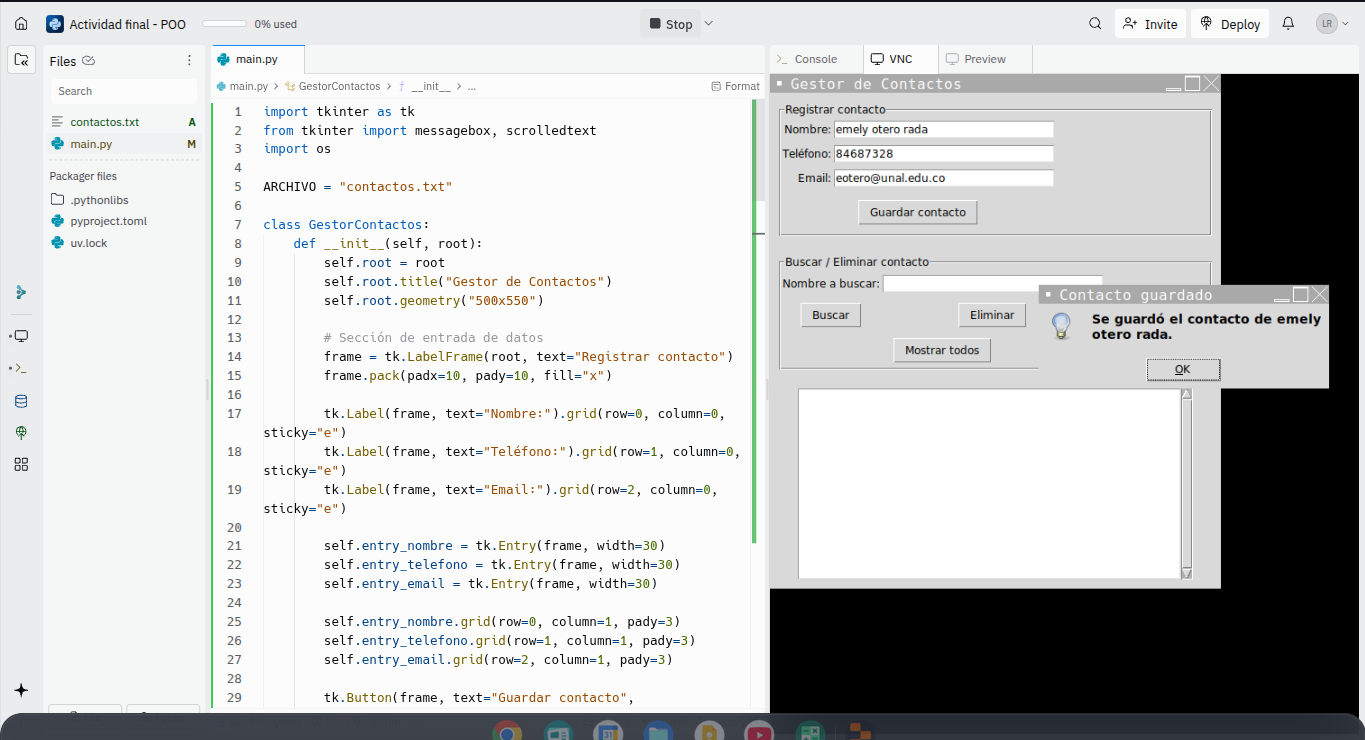 Actividad final - POO
0% used
Stop
Invite
Deploy
LR
Files
Search
contactos.txt A
main.py M
Packager files
.pythonlibs
pyproject.toml
uv.lock
main.py
main.py > GestorContactos > __init__ > ...
Format
1 import tkinter as tk
2 from tkinter import messagebox, scrolledtext
3 import os
4
5 ARCHIVO = "contactos.txt"
6
7 class GestorContactos:
8 def __init__(self, root):
9 self.root = root
10 self.root.title("Gestor de Contactos")
11 self.root.geometry("500x550")
12
13 # Sección de entrada de datos
14 frame = tk.LabelFrame(root, text="Registrar contacto")
15 frame.pack(padx=10, pady=10, fill="x")
16
17 tk.Label(frame, text="Nombre:").grid(row=0, column=0,
sticky="e")
18 tk.Label(frame, text="Teléfono:").grid(row=1, column=0,
sticky="e")
19 tk.Label(frame, text="Email:").grid(row=2, column=0,
sticky="e")
20
21 self.entry_nombre = tk.Entry(frame, width=30)
22 self.entry_telefono = tk.Entry(frame, width=30)
23 self.entry_email = tk.Entry(frame, width=30)
24
25 self.entry_nombre.grid(row=0, column=1, pady=3)
26 self.entry_telefono.grid(row=1, column=1, pady=3)
27 self.entry_email.grid(row=2, column=1, pady=3)
28
29 tk.Button(frame, text="Guardar contacto",
Console
VNC
Preview
Gestor de Contactos
Registrar contacto
Nombre: emely otero rada
Teléfono: 84687328
Email: eotero@unal.edu.co
Guardar contacto
Buscar / Eliminar contacto
Nombre a buscar:
Buscar
Eliminar
Mostrar todos
Contacto guardado
Se guardó el contacto de emely
otero rada.
OK
31